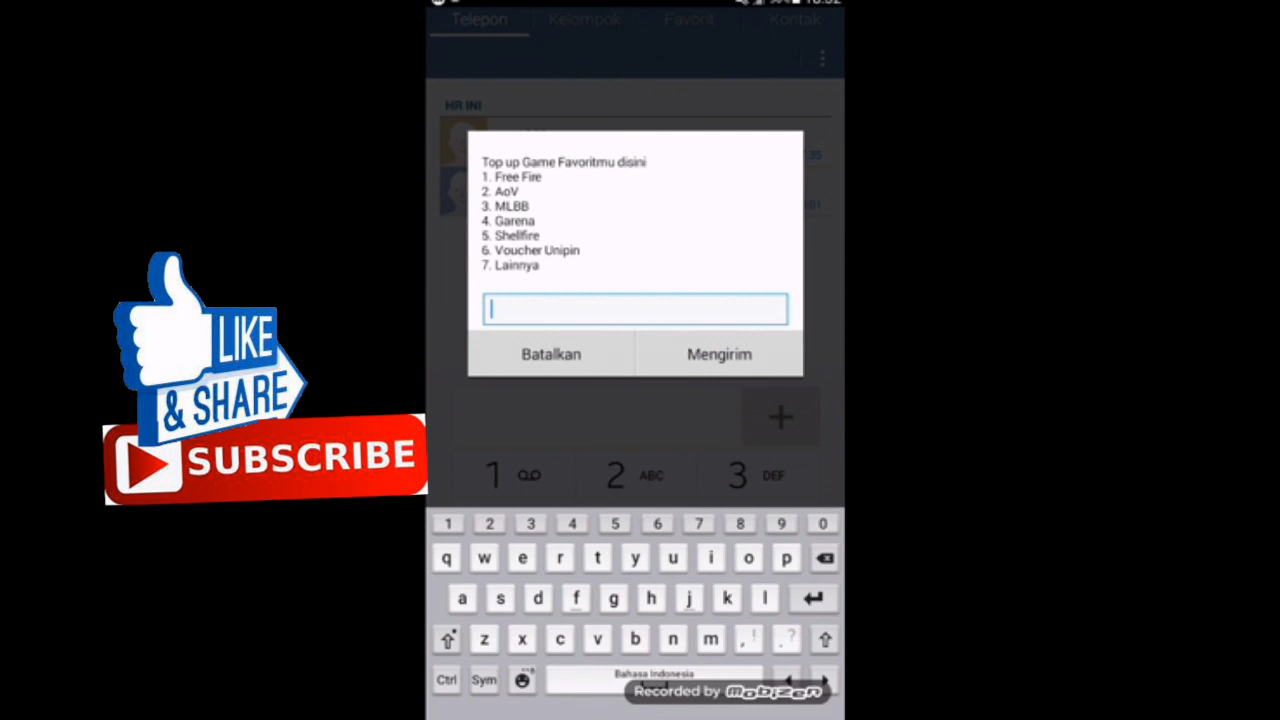 Telepon Kelompok Favorit Kontak
HR INI
Top up Game Favoritmu disini
1. Free Fire
2. AoV
3. MLBB
4. Garena
5. Shellfire
6. Voucher Unipin
7. Lainnya
Batalkan Mengirim
LIKE
& SHARE
SUBSCRIBE
1 2 ABC 3 DEF
1 2 3 4 5 6 7 8 9 0
q w e r t y u i o p
a s d f g h j k l
z x c v b n m , ! . ?
Ctrl Sym Bahasa Indonesia
Recorded by mobizen